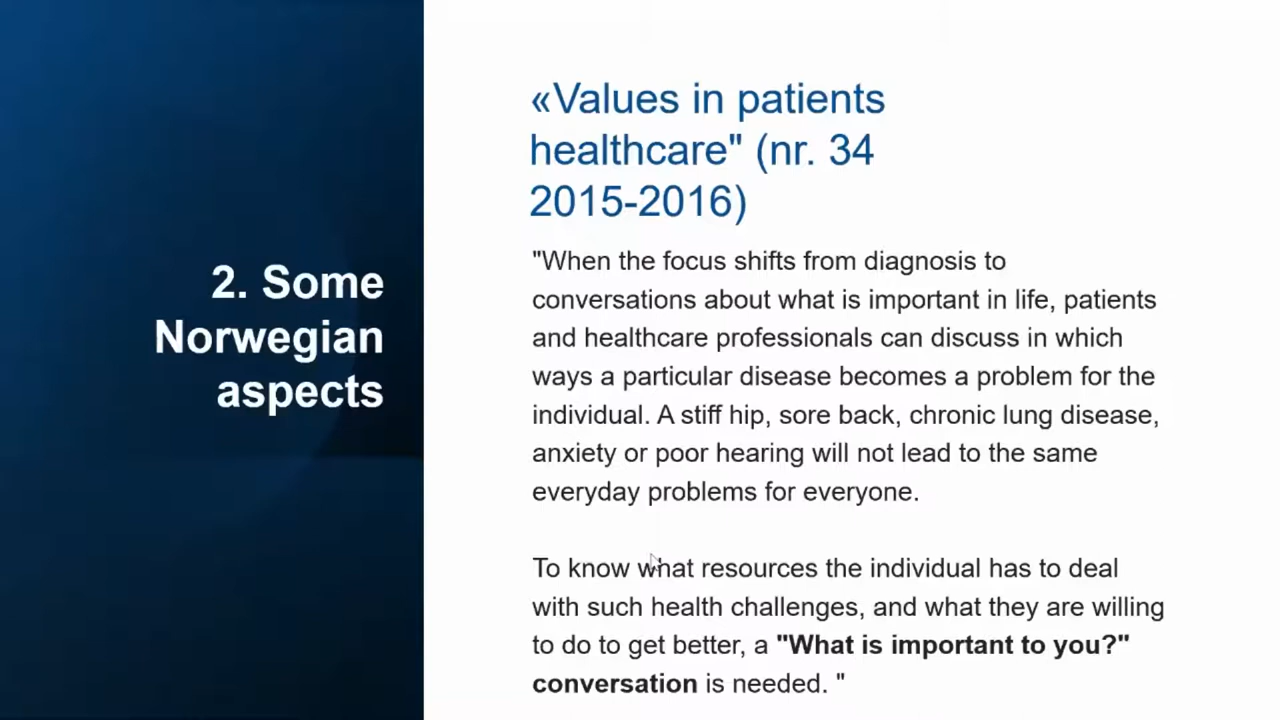 2. Some
Norwegian
aspects
«Values in patients
healthcare" (nr. 34
2015-2016)
"When the focus shifts from diagnosis to
conversations about what is important in life, patients
and healthcare professionals can discuss in which
ways a particular disease becomes a problem for the
individual. A stiff hip, sore back, chronic lung disease,
anxiety or poor hearing will not lead to the same
everyday problems for everyone.
To know what resources the individual has to deal
with such health challenges, and what they are willing
to do to get better, a "What is important to you?"
conversation is needed. "